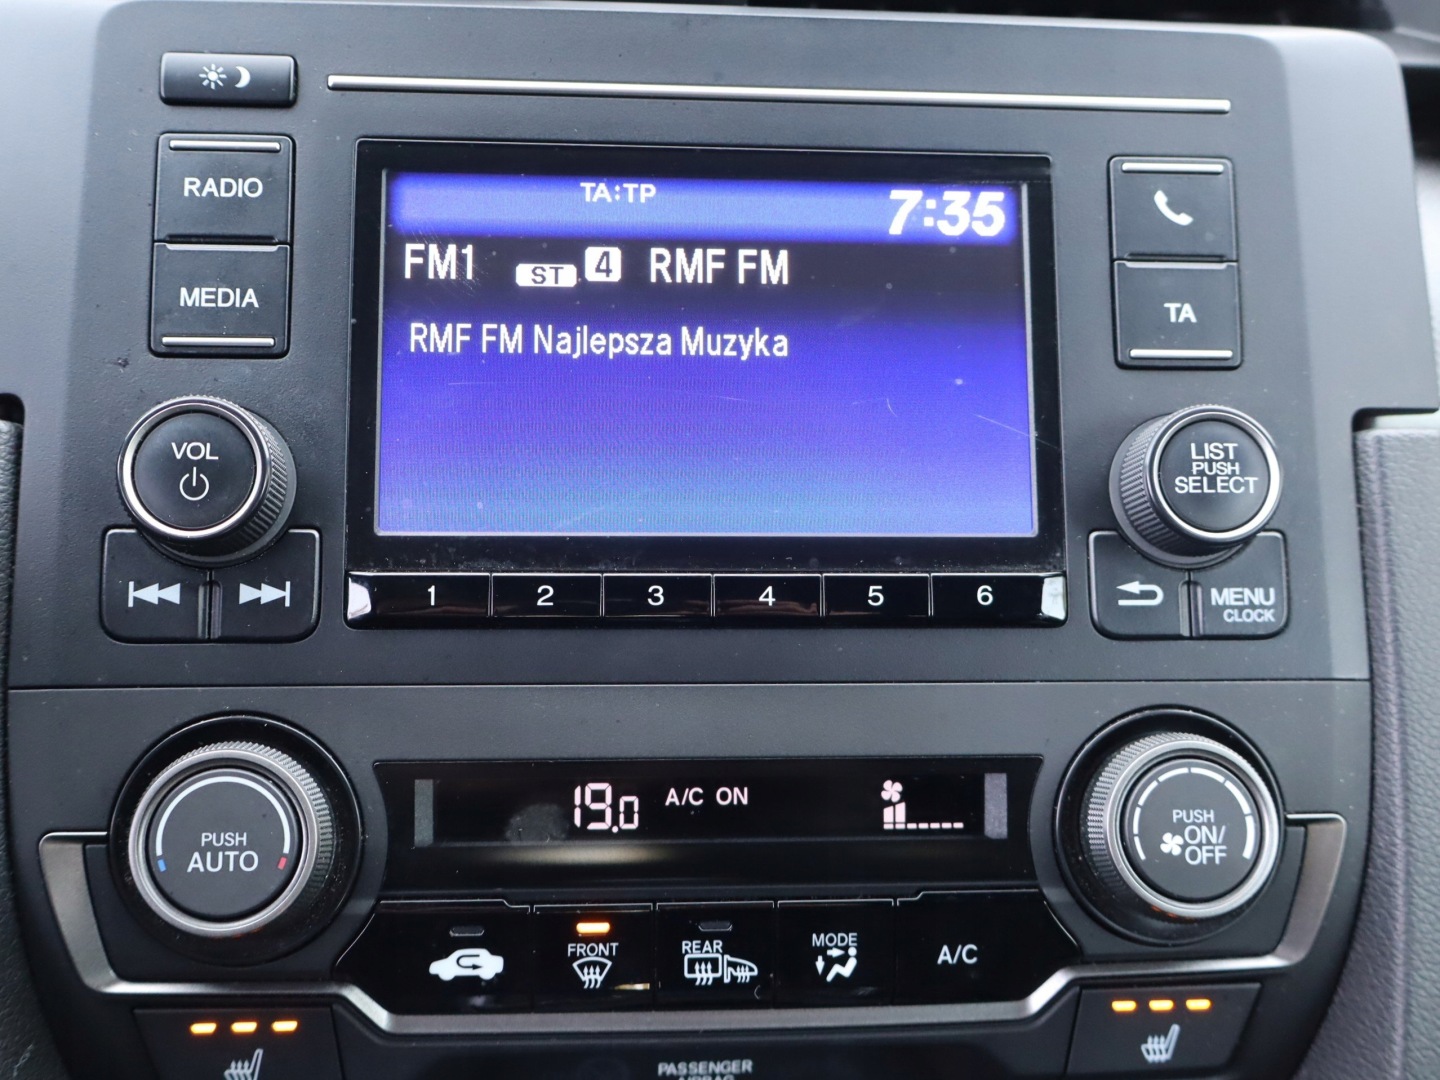 RADIO
MEDIA
VOL
TA:TP
7:35
FM1 ST 4 RMF FM
RMF FM Najlepsza Muzyka
TA
LIST
PUSH
SELECT
1 2 3 4 5 6
MENU
CLOCK
PUSH
AUTO
19.0 A/C ON
PUSH
ON/
OFF
FRONT
REAR
MODE
A/C
PASSENGER
AIRBAG